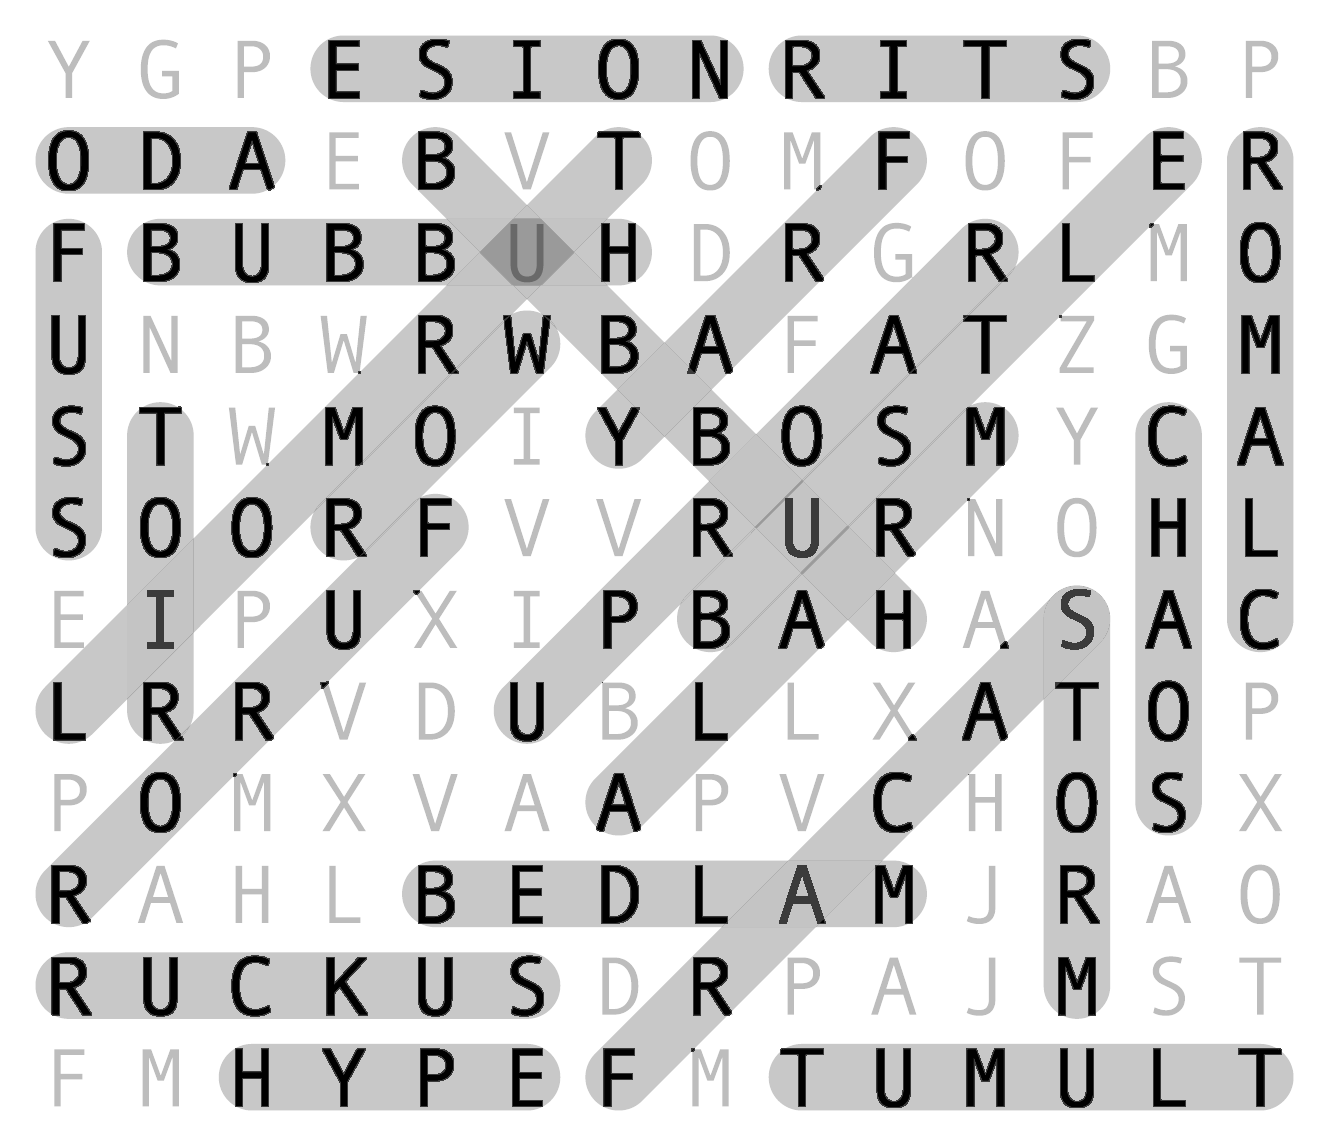 Y G P E S I O N R I T S B P
O D A E B V T O M F O F E R
F B U B B U H D R G R L M O
U N B W R W B A F A T Z G M
S T W M O I Y B O S M Y C A
S O O R F V V R U R N O H L
E I P U X I P B A H A S A C
L R R V D U B L L X A T O P
P O M X V A A P V C H O S X
R A H L B E D L A M J R A O
R U C K U S D R P A J M S T
F M H Y P E F M T U M U L T